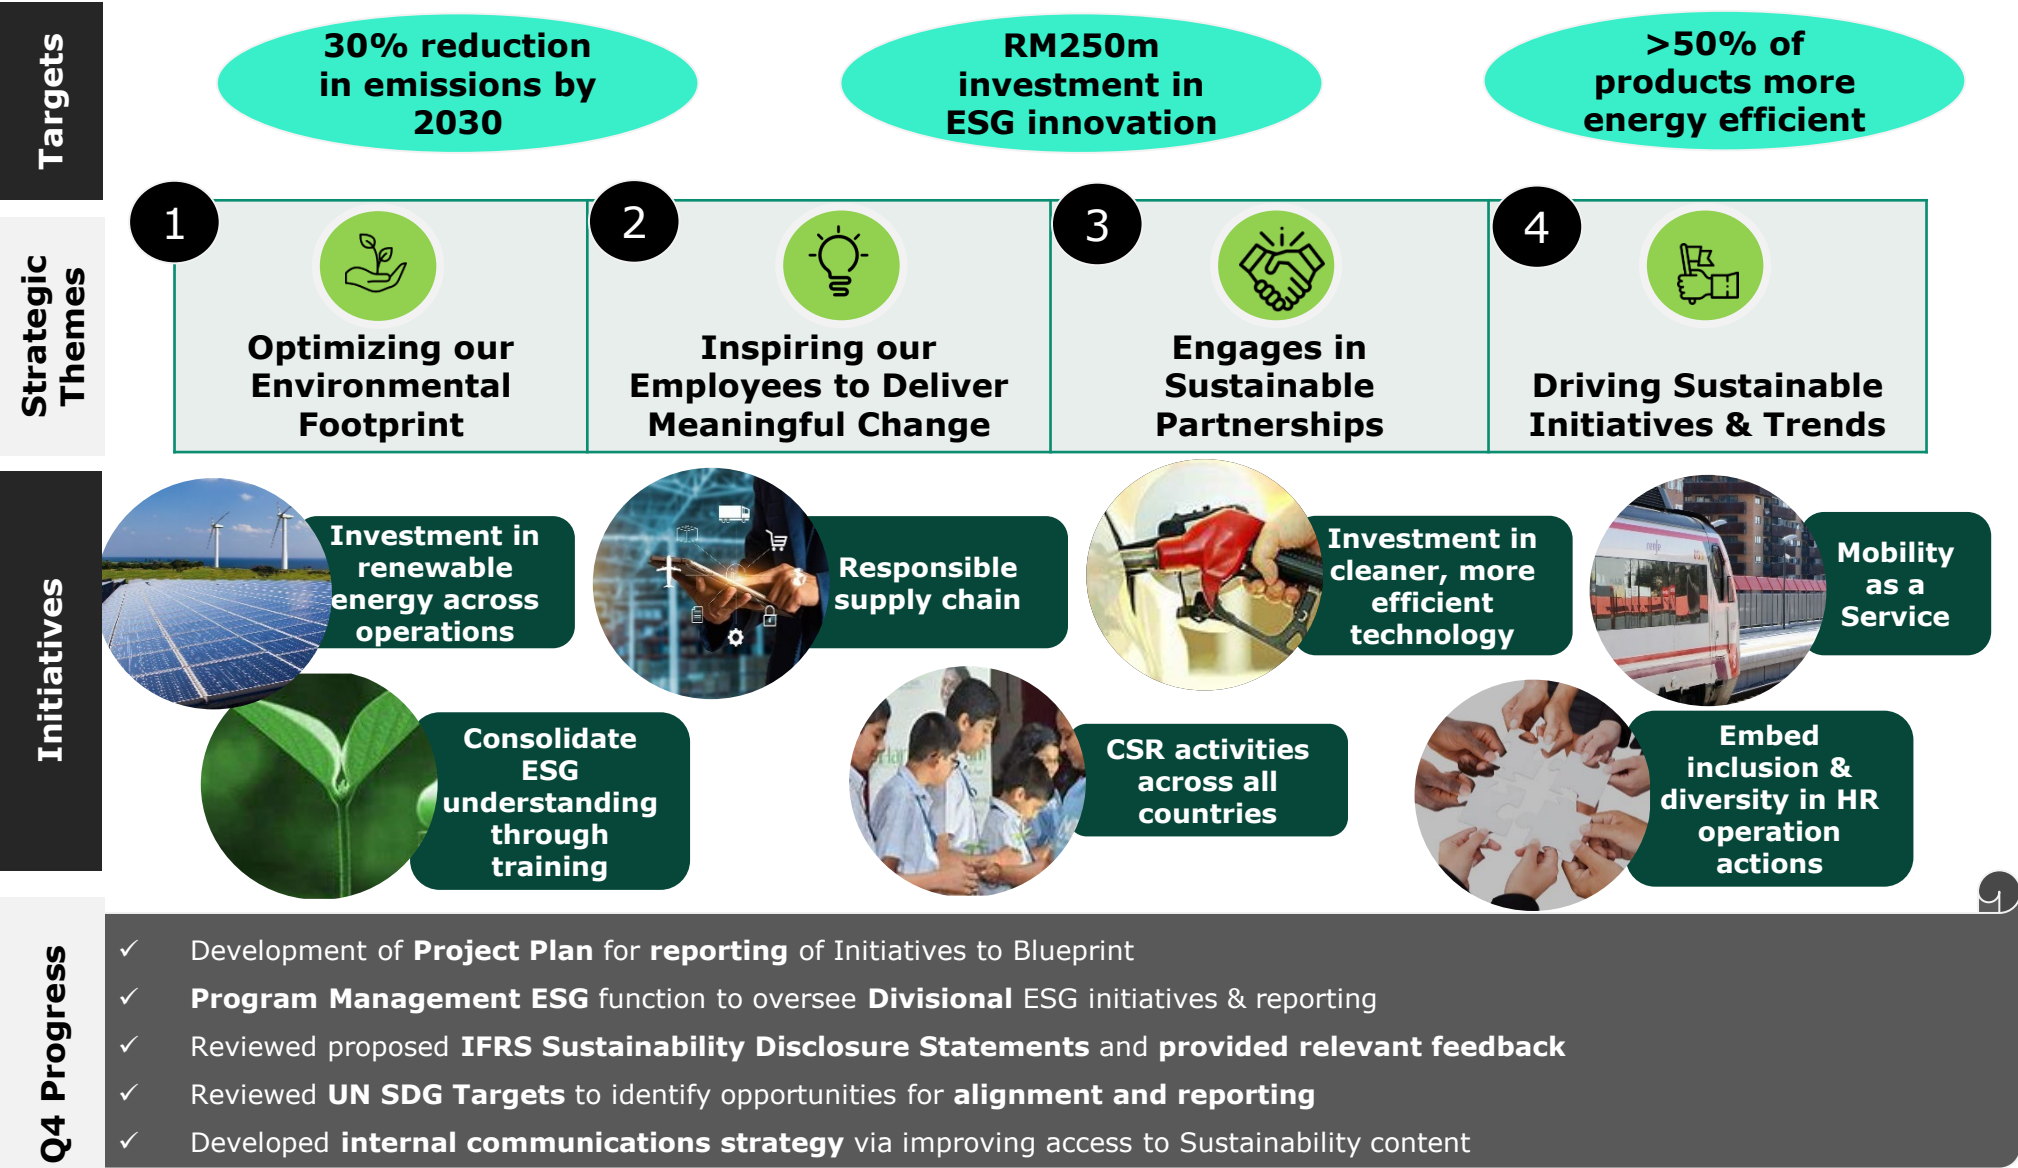 Targets
30% reduction
in emissions by
2030
RM250m
investment in
ESG innovation
>50% of
products more
energy efficient
Strategic
Themes
1
Optimizing our
Environmental
Footprint
2
Inspiring our
Employees to Deliver
Meaningful Change
3
Engages in
Sustainable
Partnerships
4
Driving Sustainable
Initiatives & Trends
Initiatives
Investment in
renewable
energy across
operations
Responsible
supply chain
Investment in
cleaner, more
efficient
technology
Mobility
as a
Service
Consolidate
ESG
understanding
through
training
CSR activities
across all
countries
Embed
inclusion &
diversity in HR
operation
actions
Q4 Progress
✓ Development of Project Plan for reporting of Initiatives to Blueprint
✓ Program Management ESG function to oversee Divisional ESG initiatives & reporting
✓ Reviewed proposed IFRS Sustainability Disclosure Statements and provided relevant feedback
✓ Reviewed UN SDG Targets to identify opportunities for alignment and reporting
✓ Developed internal communications strategy via improving access to Sustainability content